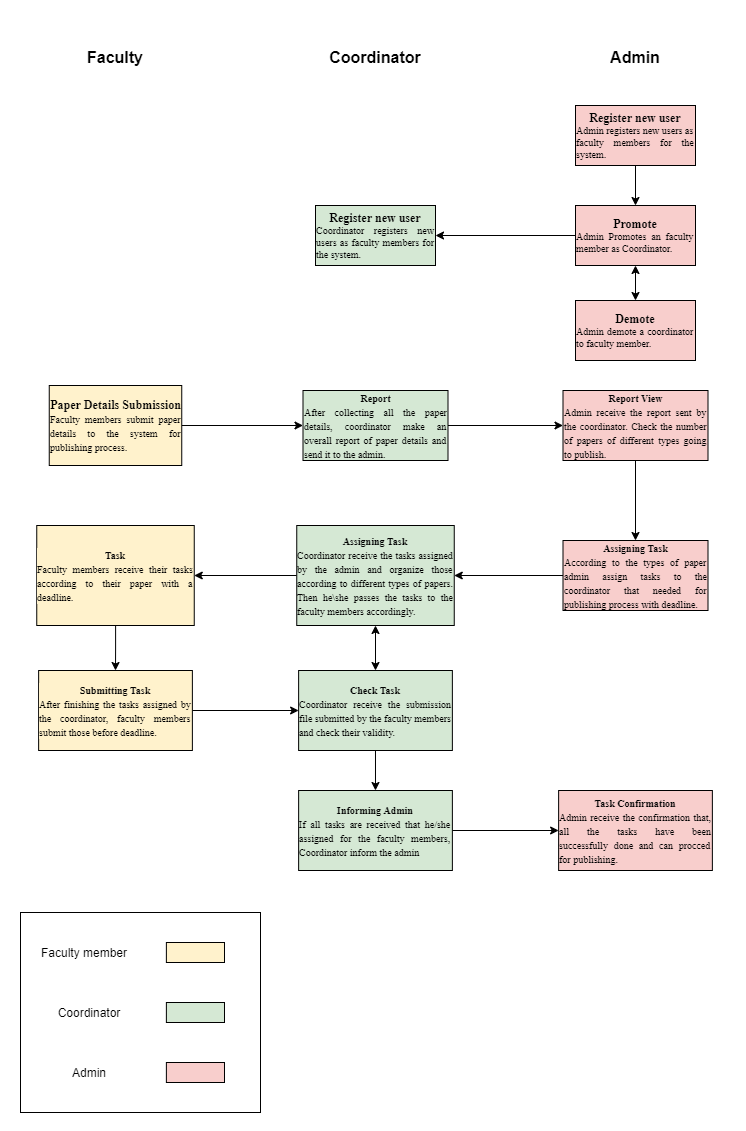 Faculty
Coordinator
Admin
Register new user
Admin registers new users as
faculty members for the
system.
Register new user
Coordinator registers new
users as faculty members for
the system.
Promote
Admin Promotes an faculty
member as Coordinator.
Demote
Admin demote a coordinator
to faculty member.
Paper Details Submission
Faculty members submit paper
details to the system for
publishing process.
Report
After collecting all the paper
details, coordinator make an
overall report of paper details and
send it to the admin.
Report View
Admin receive the report sent by
the coordinator. Check the number
of papers of different types going
to publish.
Task
Faculty members receive their tasks
according to their paper with a
deadline.
Assigning Task
Coordinator receive the tasks assigned
by the admin and organize those
according to different types of papers.
Then he\she passes the tasks to the
faculty members accordingly.
Assigning Task
According to the types of paper
admin assign tasks to the
coordinator that needed for
publishing process with deadline.
Submitting Task
After finishing the tasks assigned by
the coordinator, faculty members
submit those before deadline.
Check Task
Coordinator receive the submission
file submitted by the faculty members
and check their validity.
Informing Admin
If all tasks are received that he/she
assigned for the faculty members,
Coordinator inform the admin
Task Confirmation
Admin receive the confirmation that,
all the tasks have been
successfully done and can procced
for publishing.
Faculty member
Coordinator
Admin